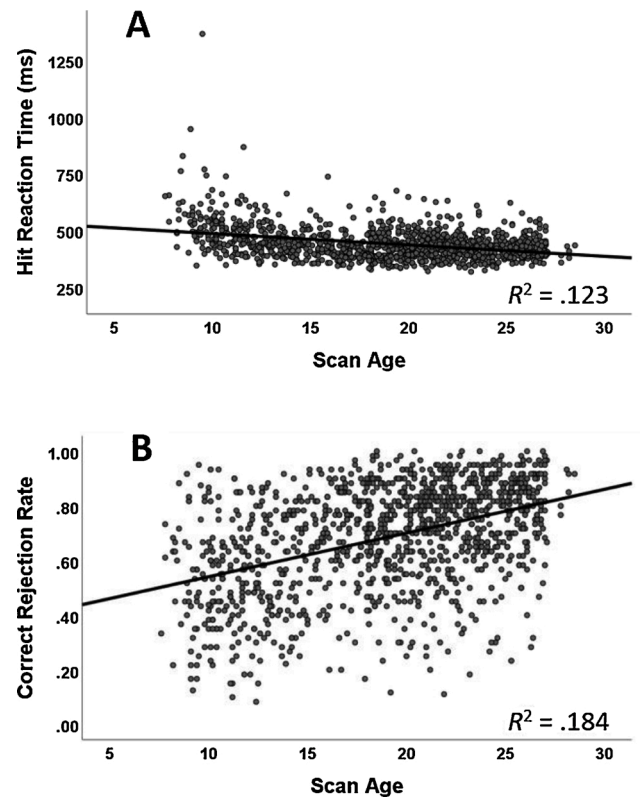 A
Hit Reaction Time (ms)
1250
1000
750
500
250
R² = .123
5 10 15 20 25 30
Scan Age
B
Correct Rejection Rate
1.00
.80
.60
.40
.20
.00
R² = .184
5 10 15 20 25 30
Scan Age